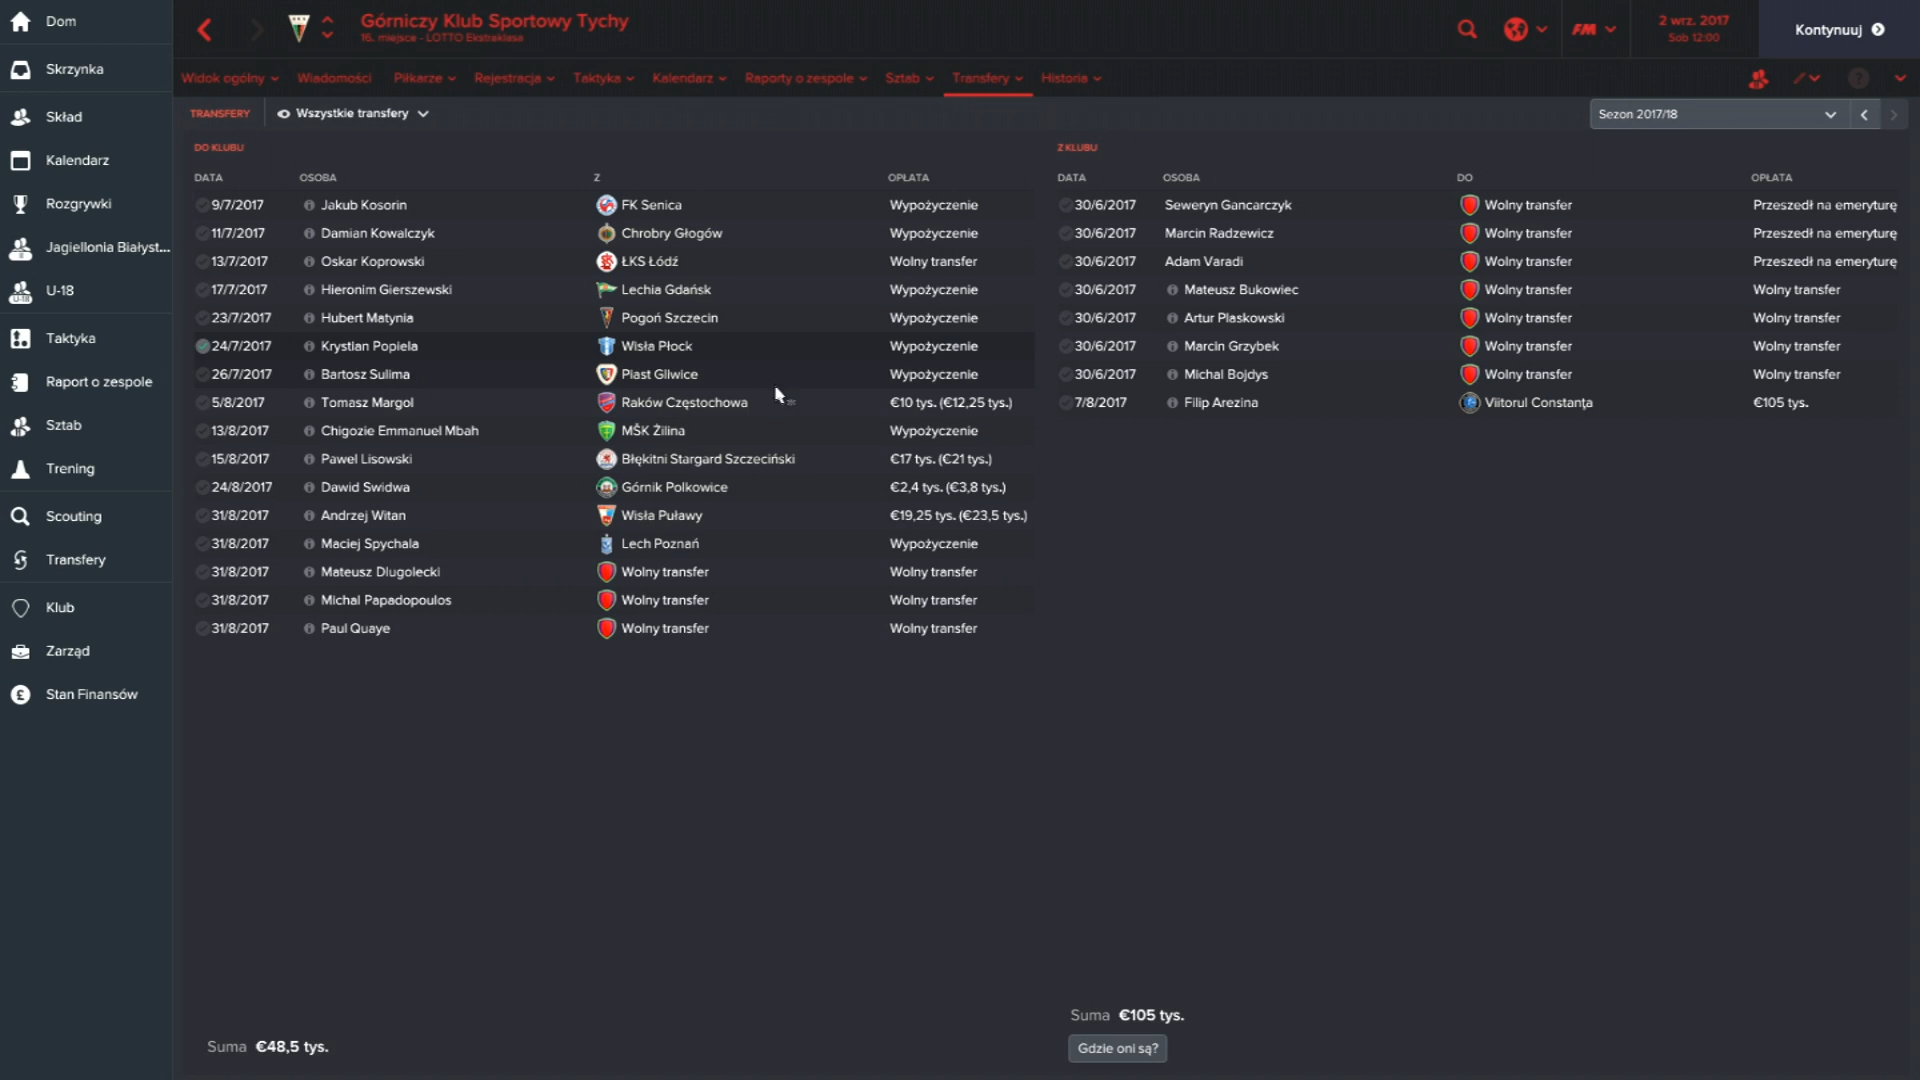 Dom
Skrzynka
Skład
Kalendarz
Rozgrywki
Jagiellonia Białyst...
U-18
Taktyka
Raport o zespole
Sztab
Trening
Scouting
Transfery
Klub
Zarząd
Stan Finansów
Górniczy Klub Sportowy Tychy
16. miejsce - LOTTO Ekstraklasa
FM
2 wrz. 2017
Sob 12:00
Kontynuuj
Widok ogólny Wiadomości Piłkarze Rejestracja Taktyka Kalendarz Raporty o zespole Sztab Transfery Historia
TRANSFERY Wszystkie transfery Sezon 2017/18
DO KLUBU
DATA OSOBA Z OPŁATA
9/7/2017 Jakub Kosorin FK Senica Wypożyczenie
11/7/2017 Damian Kowalczyk Chrobry Głogów Wypożyczenie
13/7/2017 Oskar Koprowski ŁKS Łódź Wolny transfer
17/7/2017 Hieronim Gierszewski Lechia Gdańsk Wypożyczenie
23/7/2017 Hubert Matynia Pogoń Szczecin Wypożyczenie
24/7/2017 Krystian Popiela Wisła Płock Wypożyczenie
26/7/2017 Bartosz Sulima Piast Gliwice Wypożyczenie
5/8/2017 Tomasz Margol Raków Częstochowa €10 tys. (€12,25 tys.)
13/8/2017 Chigozie Emmanuel Mbah MŠK Žilina Wypożyczenie
15/8/2017 Pawel Lisowski Błękitni Stargard Szczeciński €17 tys. (€21 tys.)
24/8/2017 Dawid Swidwa Górnik Polkowice €2,4 tys. (€3,8 tys.)
31/8/2017 Andrzej Witan Wisła Puławy €19,25 tys. (€23,5 tys.)
31/8/2017 Maciej Spychala Lech Poznań Wypożyczenie
31/8/2017 Mateusz Dlugolecki Wolny transfer Wolny transfer
31/8/2017 Michal Papadopoulos Wolny transfer Wolny transfer
31/8/2017 Paul Quaye Wolny transfer Wolny transfer
Suma €48,5 tys.
Z KLUBU
DATA OSOBA DO OPŁATA
30/6/2017 Seweryn Gancarczyk Wolny transfer Przeszedł na emeryturę
30/6/2017 Marcin Radzewicz Wolny transfer Przeszedł na emeryturę
30/6/2017 Adam Varadi Wolny transfer Przeszedł na emeryturę
30/6/2017 Mateusz Bukowiec Wolny transfer Wolny transfer
30/6/2017 Artur Plaskowski Wolny transfer Wolny transfer
30/6/2017 Marcin Grzybek Wolny transfer Wolny transfer
30/6/2017 Michal Bojdys Wolny transfer Wolny transfer
7/8/2017 Filip Arezina Viitorul Constanța €105 tys.
Suma €105 tys.
Gdzie oni są?